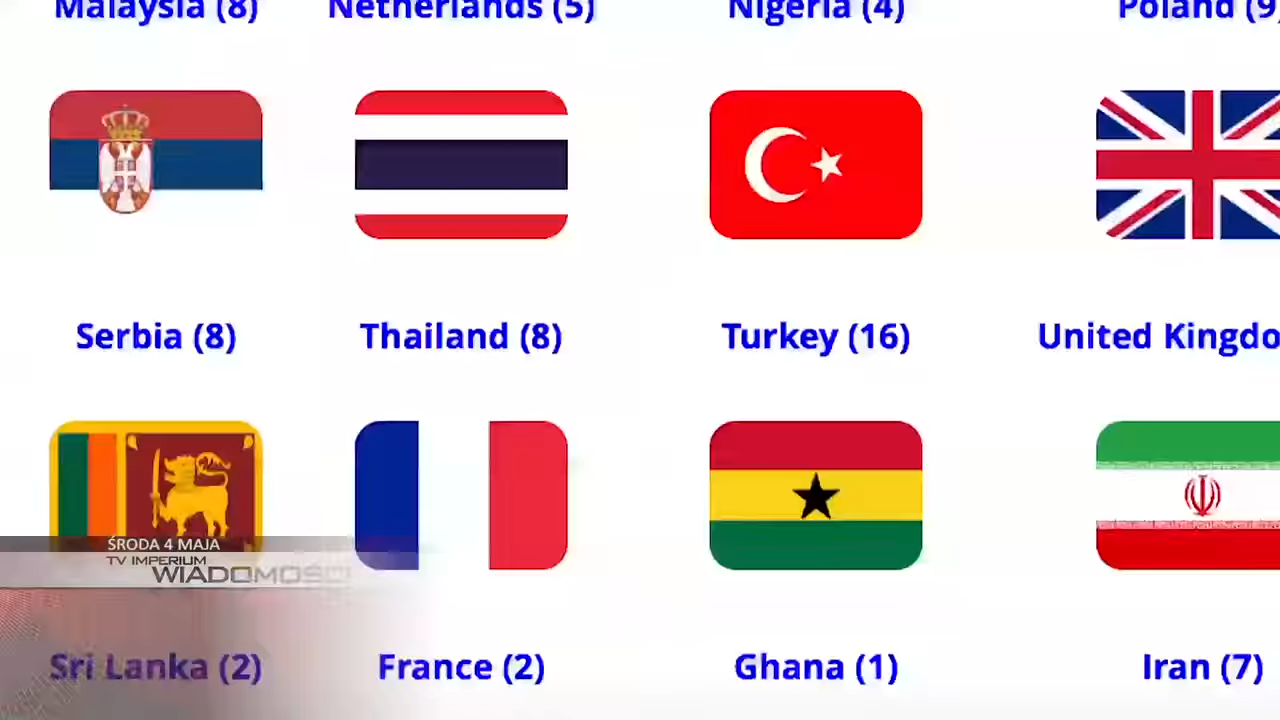 Malaysia (8) Netherlands (5) Nigeria (4) Poland (9
Serbia (8) Thailand (8) Turkey (16) United Kingdo
ŚRODA 4 MAJA
TV IMPERIUM
WIADOMOŚCI
Sri Lanka (2) France (2) Ghana (1) Iran (7)